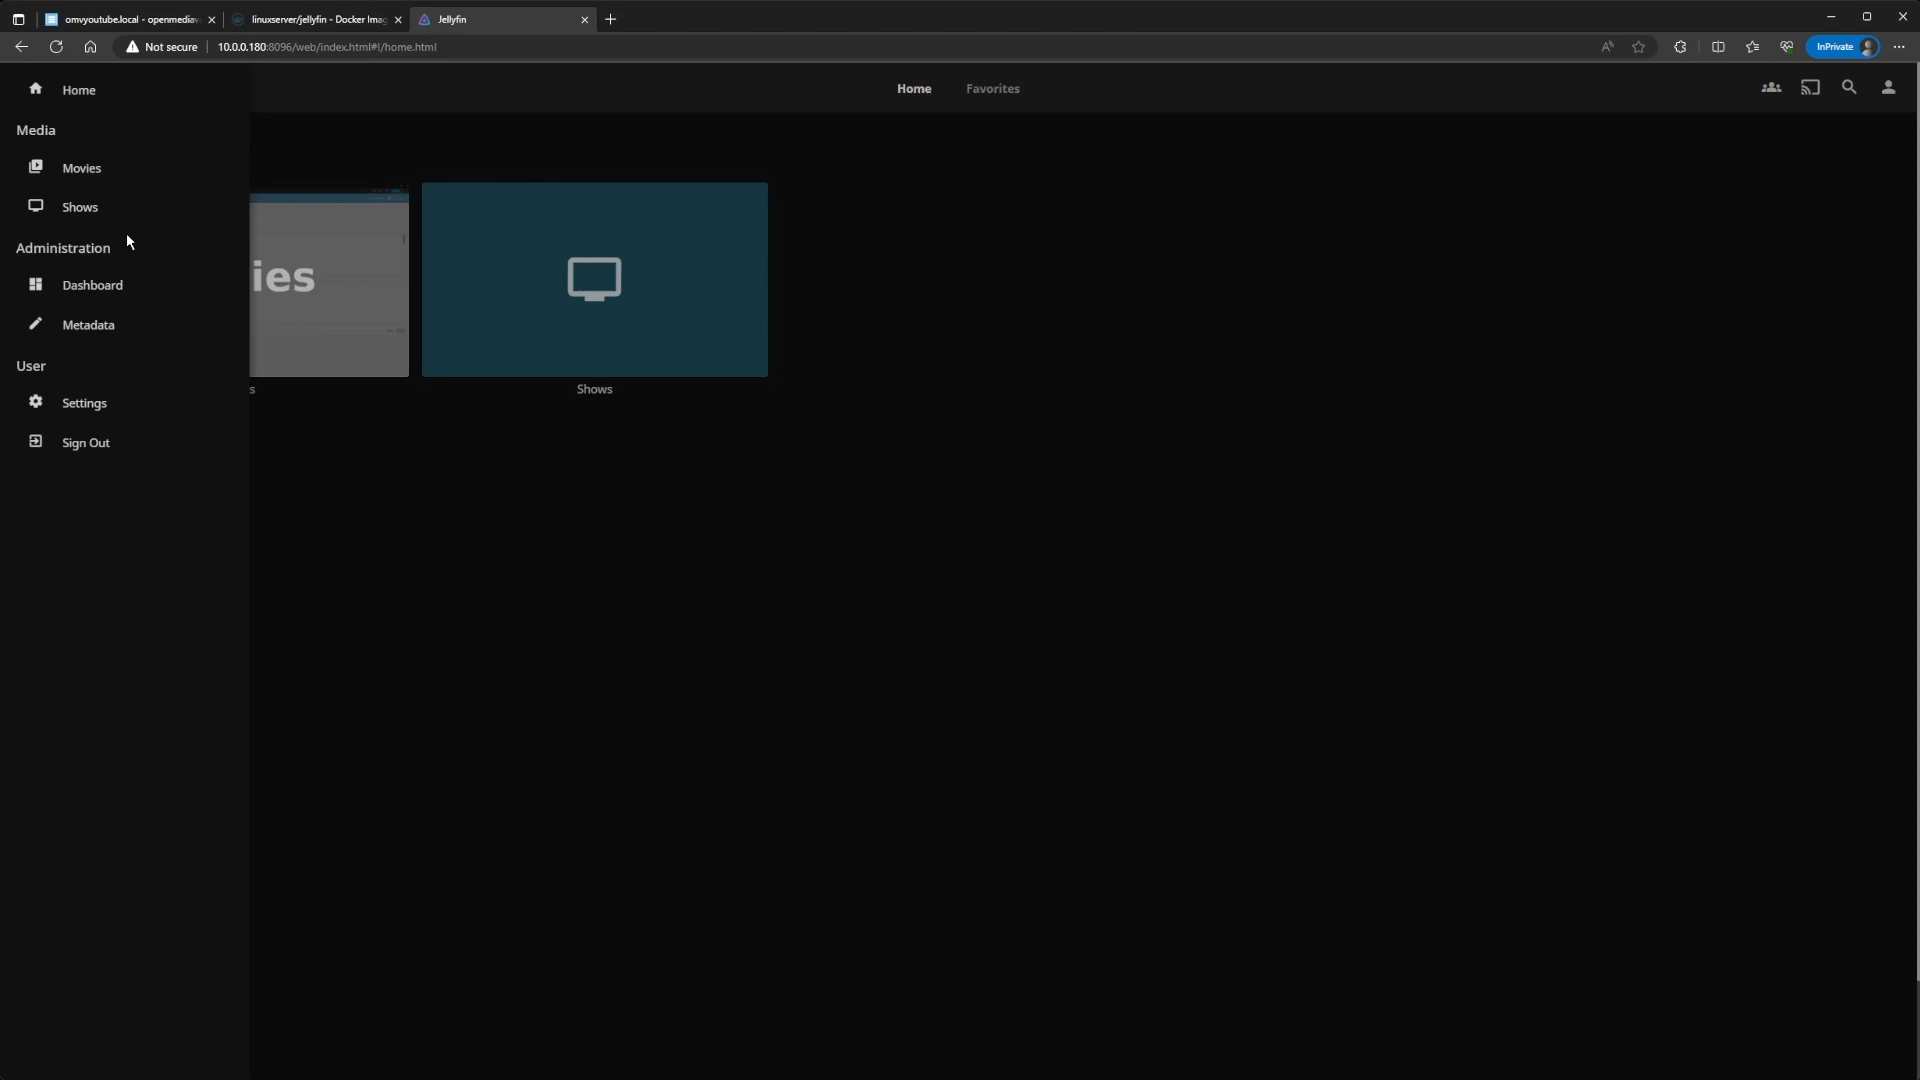 omvyoutube.local - openmediav
linuxserver/jellyfin - Docker Imag
Jellyfin
Not secure
10.0.0.180:8096/web/index.html#!/home.html
InPrivate
Home
Home
Favorites
Media
Movies
Shows
Administration
Dashboard
Metadata
User
Settings
Sign Out
ies
s
Shows